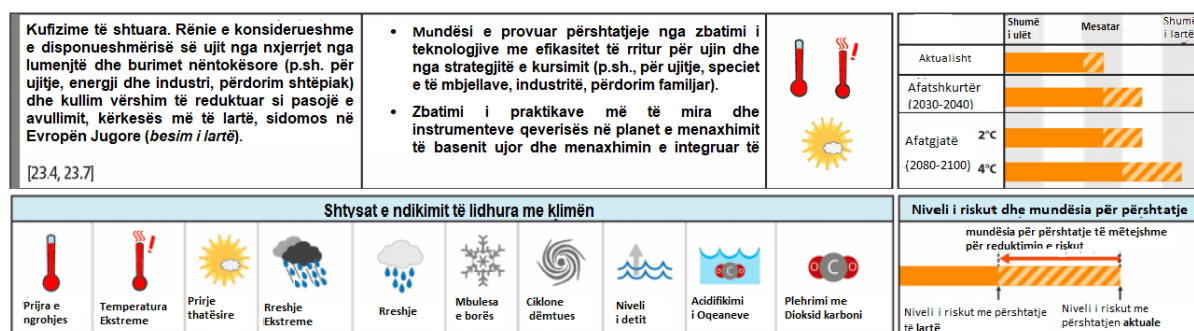 Kufizime të shtuara. Rënie e konsiderueshme
e disponueshmërisë së ujit nga nxjerrjet nga
lumenjtë dhe burimet nëntokësore (p.sh. për
ujitje, energji dhe industri, përdorim shtëpiak)
dhe kullim vërshim të reduktuar si pasojë e
avullimit, kërkesës më të lartë, sidomos në
Evropën Jugore (besim i lartë).
[23.4, 23.7]
• Mundësi e provuar përshtatjeje nga zbatimi i
teknologjive me efikasitet të rritur për ujin dhe
nga strategjitë e kursimit (p.sh., për ujitje, speciet
e të mbjellave, industritë, përdorim familjar).
• Zbatimi i praktikave më të mira dhe
instrumenteve qeverisës në planet e menaxhimit
të basenit ujor dhe menaxhimin e integruar të
Shumë
i ulët
Mesatar
Shumë
i lartë
Aktualisht
Afatshkurtër
(2030-2040)
Afatgjatë
(2080-2100)
2°C
4°C
Shtysat e ndikimit të lidhura me klimën
Prijra e
ngrohjes
Temperatura
Ekstreme
Prirje
thatësire
Rreshje
Ekstreme
Rreshje
Mbulesa
e borës
Ciklone
dëmtues
Niveli
i detit
Acidifikimi
i Oqeaneve
Plehrimi me
Dioksid karboni
Niveli i riskut dhe mundësia për përshtatje
mundësia për përshtatje të mëtejshme
për reduktimin e riskut
Niveli i riskut me përshtatje
të lartë
Niveli i riskut me
përshtatjen aktuale